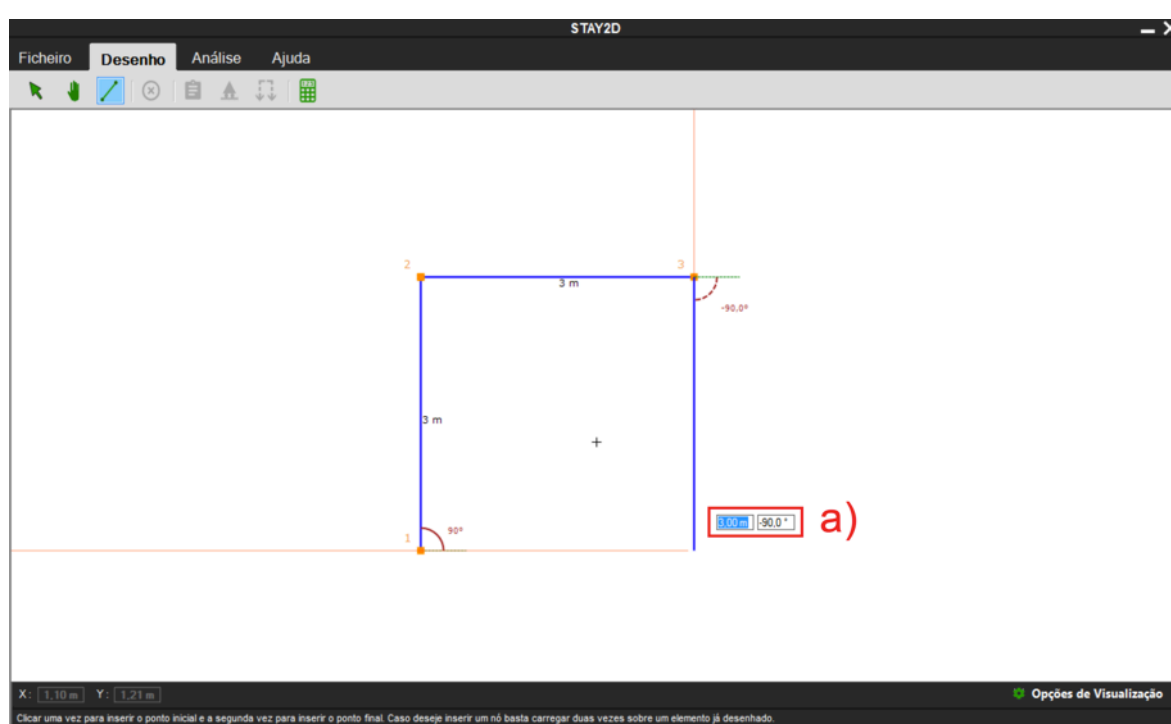 STAY2D
Ficheiro Desenho Análise Ajuda
2 3
3 m
-90,0°
3 m
3,00 m -90,0 ° a)
1 90°
X: 1,10 m Y: 1,21 m Opções de Visualização
Clicar uma vez para inserir o ponto inicial e a segunda vez para inserir o ponto final. Caso deseje inserir um nó basta carregar duas vezes sobre um elemento já desenhado.